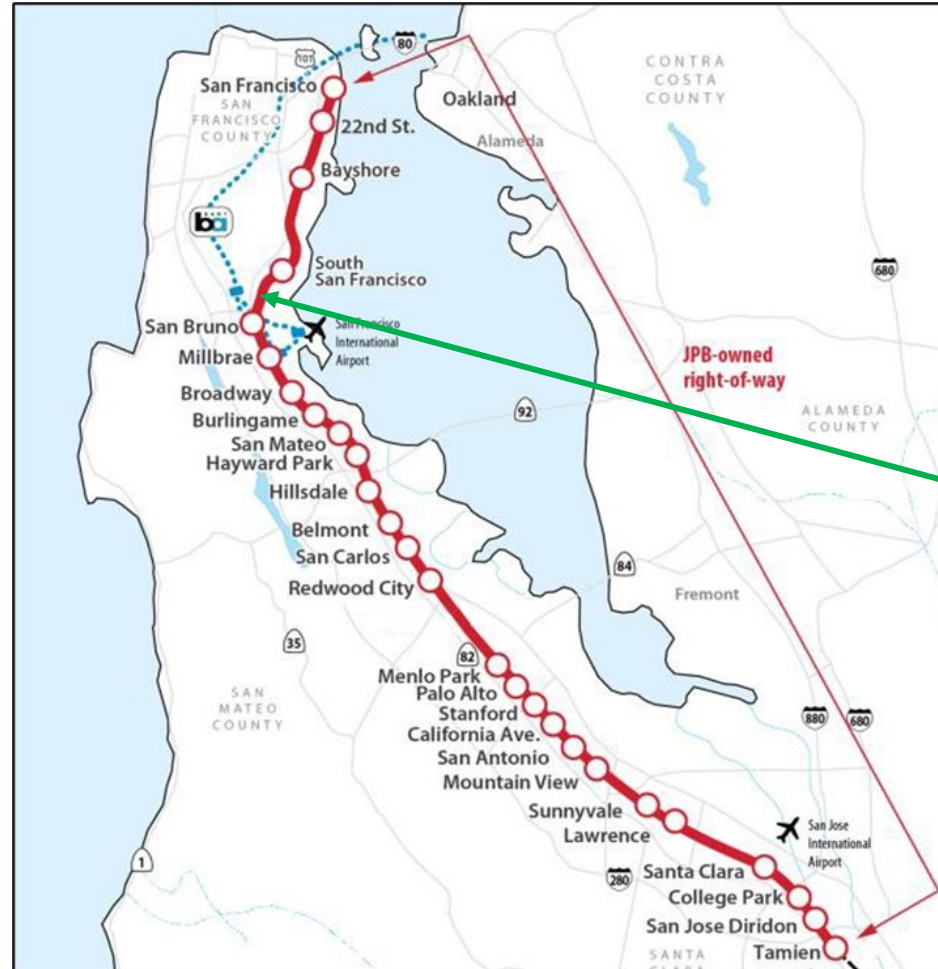 80
101
San Francisco
SAN
FRANCISCO
COUNTY
22nd St.
Bayshore
ba
South
San Francisco
San Bruno
San Francisco
International
Airport
Millbrae
Broadway
Burlingame
San Mateo
Hayward Park
Hillsdale
Belmont
San Carlos
Redwood City
Oakland
Alameda
CONTRA
COSTA
COUNTY
680
JPB-owned
right-of-way
92
ALAMEDA
COUNTY
84
Fremont
35
82
SAN
MATEO
COUNTY
Menlo Park
Palo Alto
Stanford
California Ave.
San Antonio
Mountain View
880
680
Sunnyvale
Lawrence
San Jose
International
Airport
1
280
Santa Clara
College Park
San Jose Diridon
Tamien
SANTA